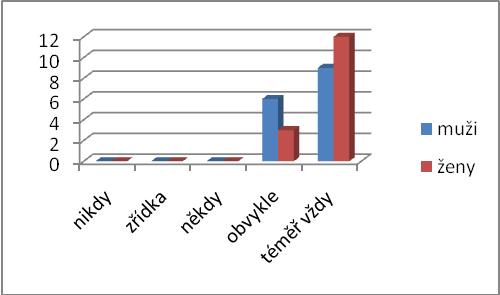 12
10
8
6
4
2
0
nikdy
zřídka
někdy
obvykle
téměř vždy
muži
ženy